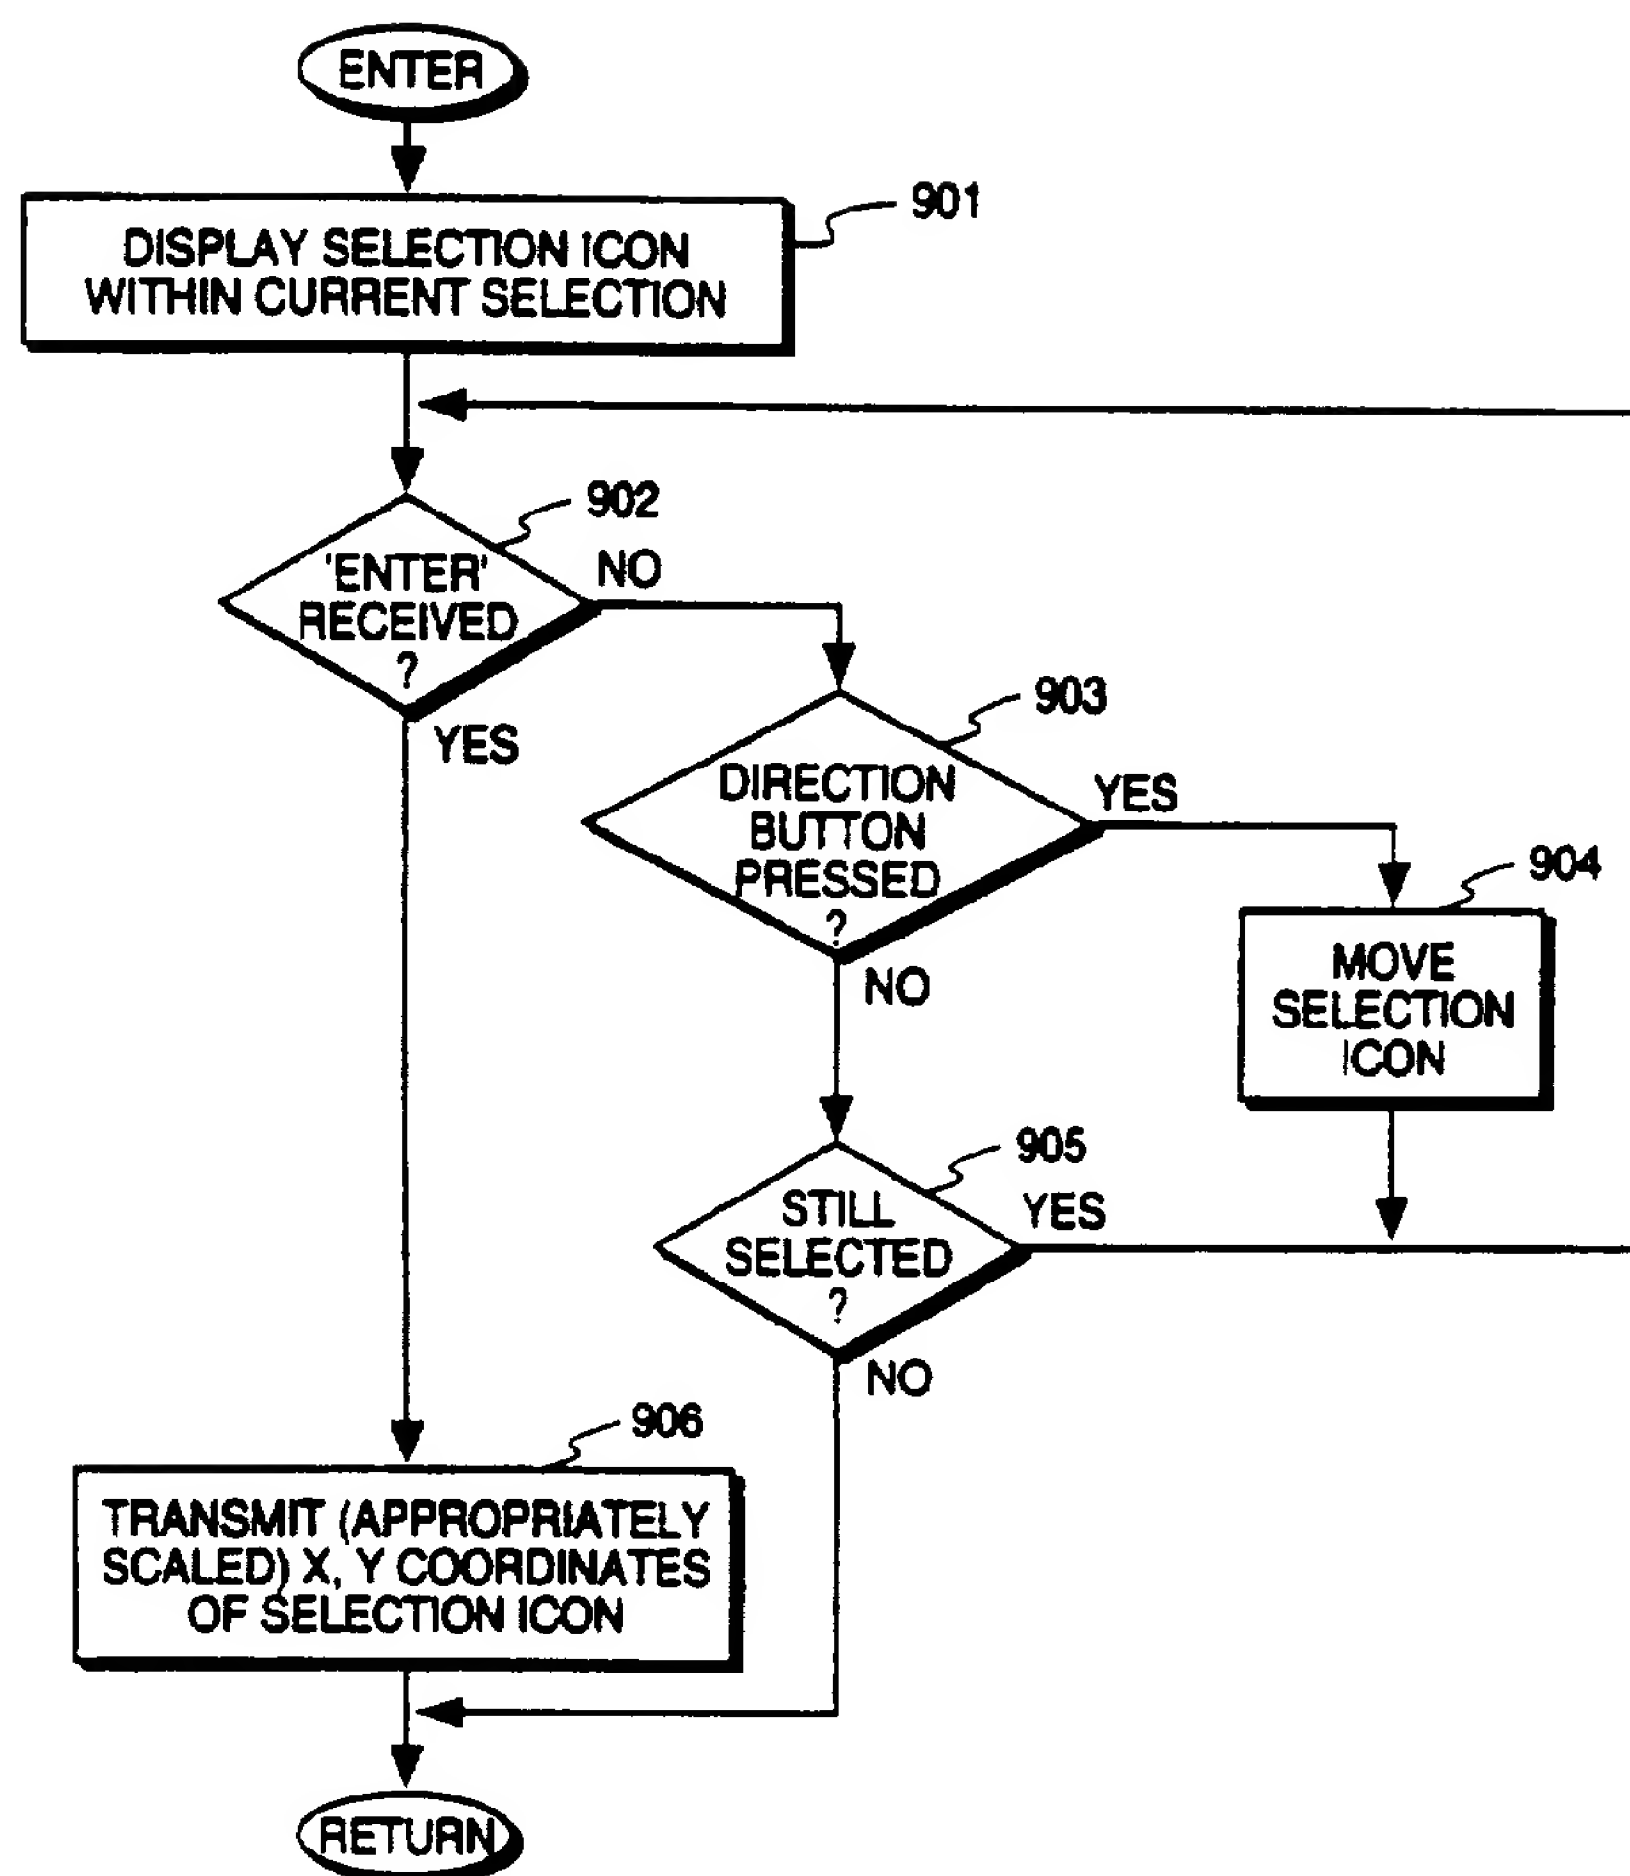 ENTER
901
DISPLAY SELECTION ICON
WITHIN CURRENT SELECTION
902
'ENTER'
RECEIVED
?
NO
YES
903
DIRECTION
BUTTON
PRESSED
?
YES
NO
904
MOVE
SELECTION
ICON
905
STILL
SELECTED
?
YES
NO
906
TRANSMIT (APPROPRIATELY
SCALED) X, Y COORDINATES
OF SELECTION ICON
RETURN